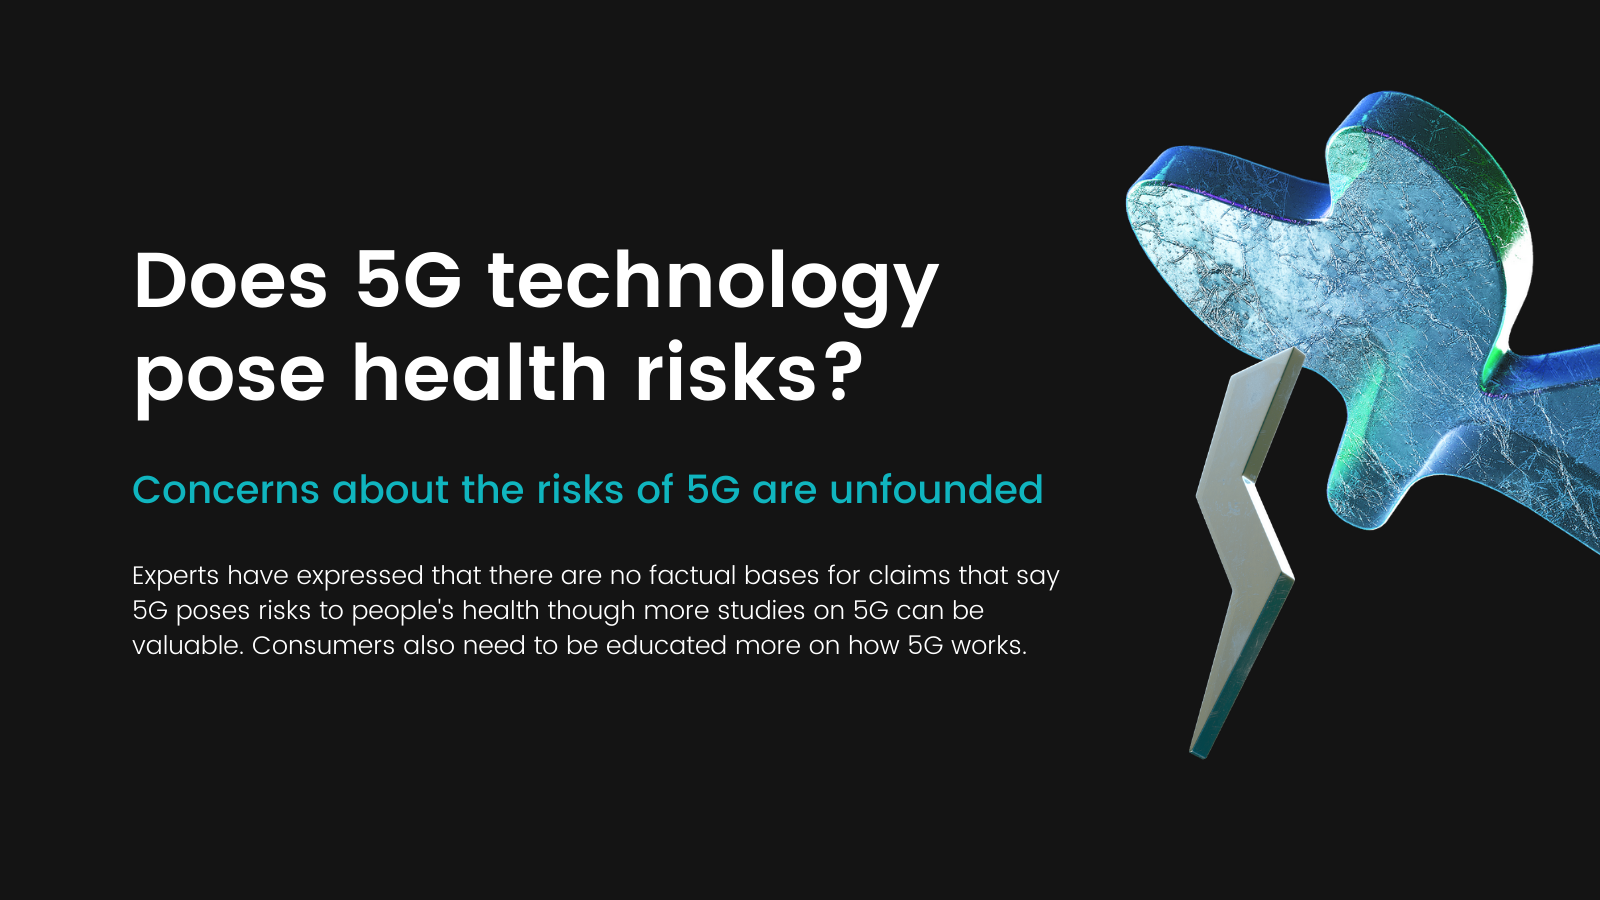 Does 5G technology
pose health risks?
Concerns about the risks of 5G are unfounded
Experts have expressed that there are no factual bases for claims that say
5G poses risks to people's health though more studies on 5G can be
valuable. Consumers also need to be educated more on how 5G works.